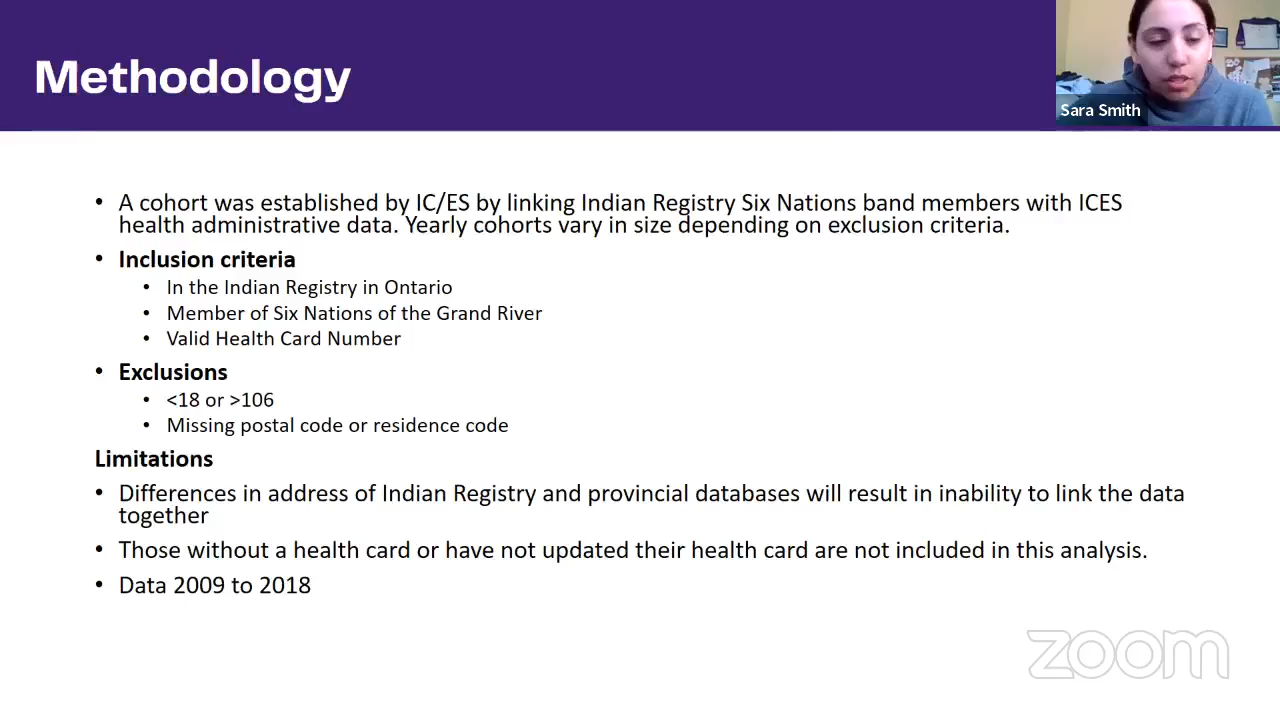 Methodology
Sara Smith
• A cohort was established by IC/ES by linking Indian Registry Six Nations band members with ICES
health administrative data. Yearly cohorts vary in size depending on exclusion criteria.
• Inclusion criteria
• In the Indian Registry in Ontario
• Member of Six Nations of the Grand River
• Valid Health Card Number
• Exclusions
• <18 or >106
• Missing postal code or residence code
Limitations
• Differences in address of Indian Registry and provincial databases will result in inability to link the data
together
• Those without a health card or have not updated their health card are not included in this analysis.
• Data 2009 to 2018
zoom